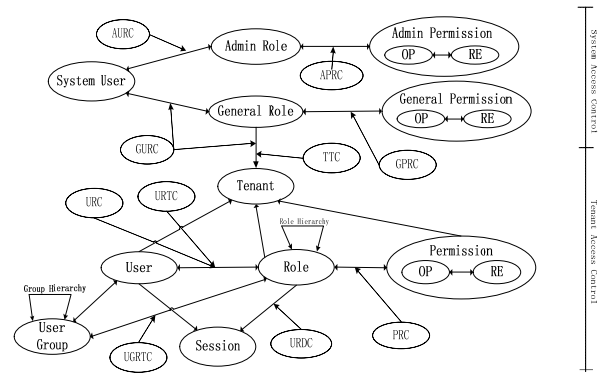 AURC
Admin Role
Admin Permission
OP
RE
System User
APRC
General Role
General Permission
OP
RE
GURC
TTC
GPRC
System Access Control
Tenant
URC
URTC
Role Hierarchy
User
Role
Permission
OP
RE
Group Hierarchy
User
Group
UGRTC
Session
URDC
PRC
Tenant Access Control